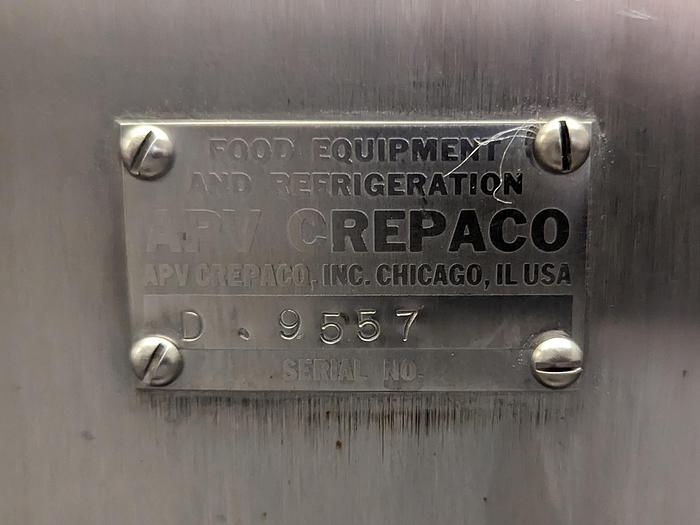 FOOD EQUIPMENT
AND REFRIGERATION
APV CREPACO
APV CREPACO, INC. CHICAGO, IL USA
D . 9557
SERIAL NO.